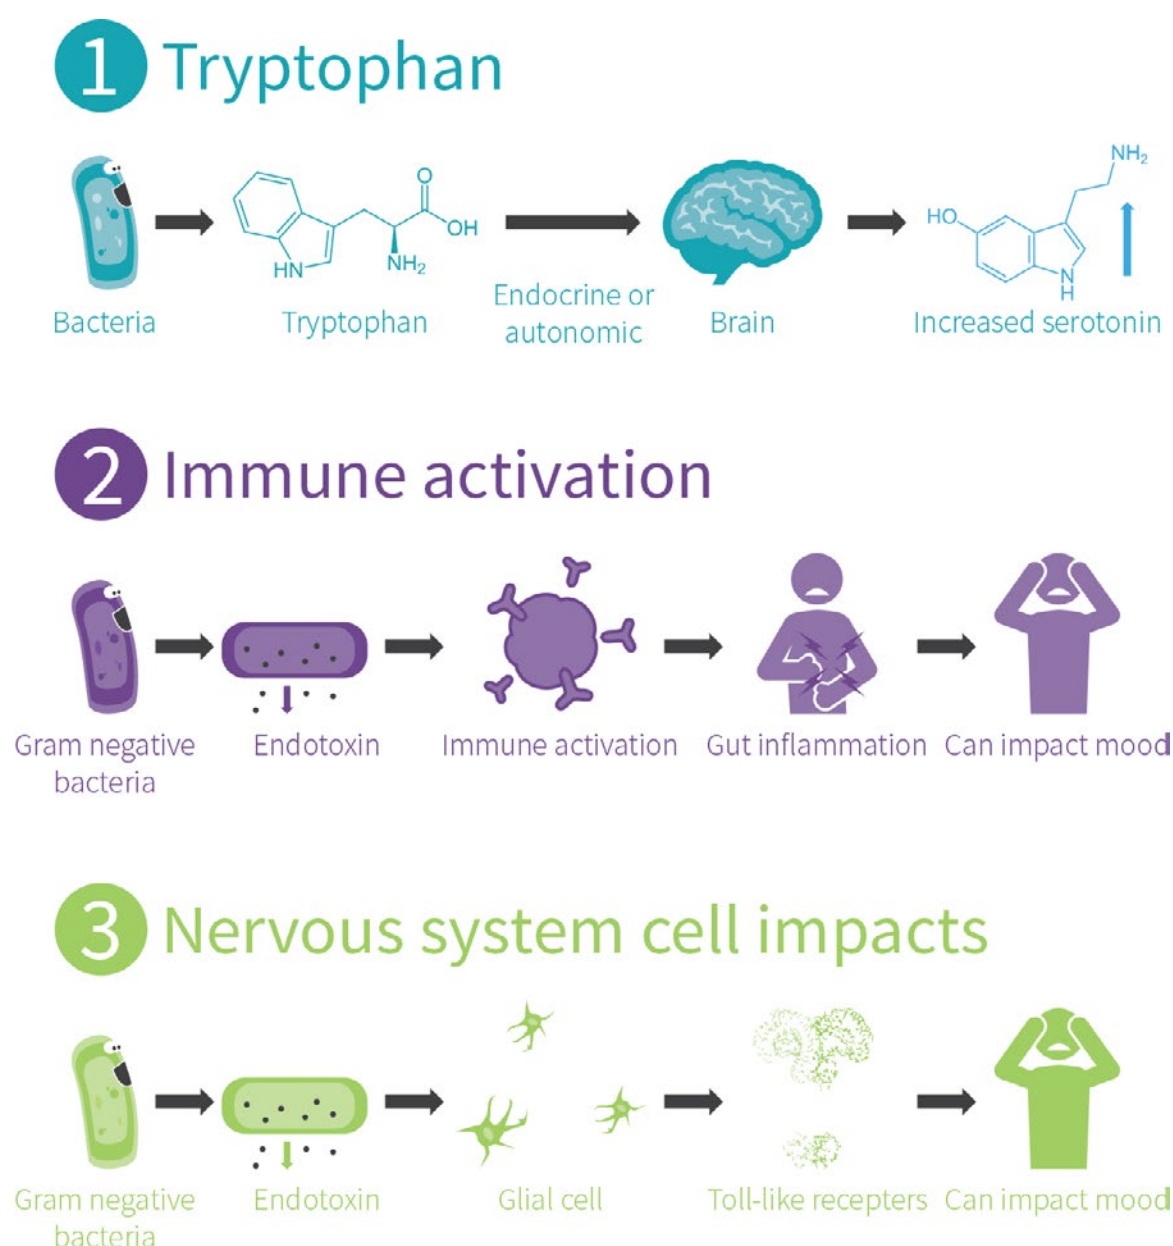 1 Tryptophan
O
OH
HN
NH₂
NH₂
HO
N
H
Bacteria
Tryptophan
Endocrine or
autonomic
Brain
Increased serotonin
2 Immune activation
Gram negative
bacteria
Endotoxin
Immune activation
Gut inflammation
Can impact mood
3 Nervous system cell impacts
Gram negative
bacteria
Endotoxin
Glial cell
Toll-like recepters
Can impact mood